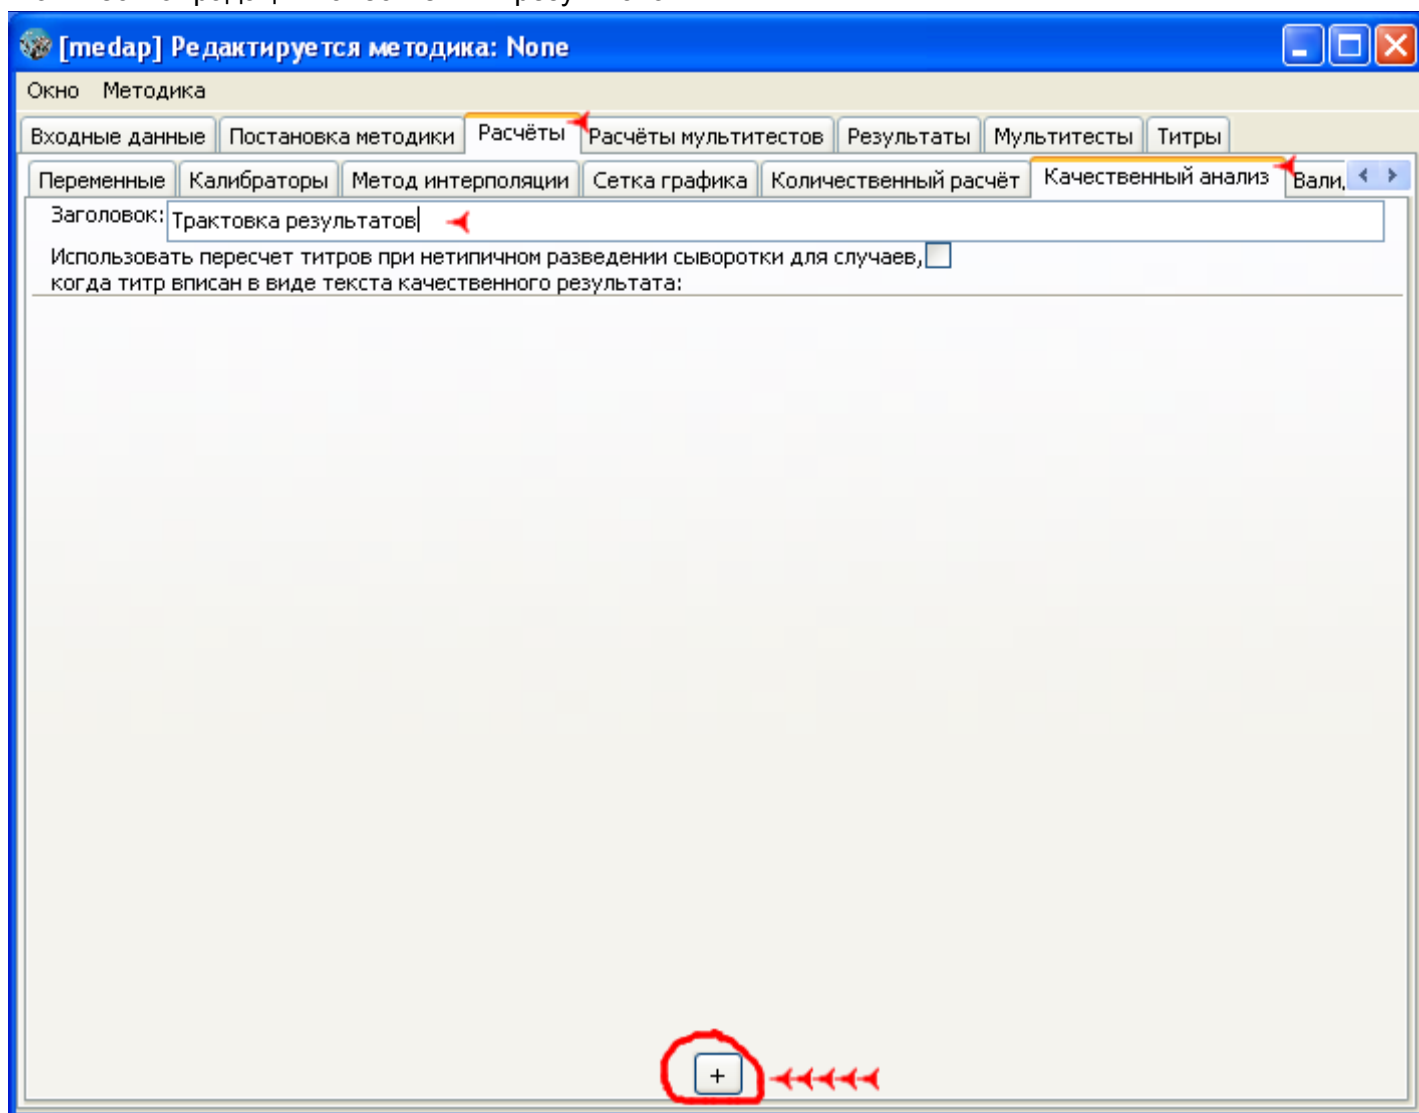 [medap] Редактируется методика: None
Окно Методика
Входные данные Постановка методики Расчёты Расчёты мультитестов Результаты Мультитесты Титры
Переменные Калибраторы Метод интерполяции Сетка графика Количественный расчёт Качественный анализ Вали,
Заголовок: Трактовка результатов
Использовать пересчет титров при нетипичном разведении сыворотки для случаев,
когда титр вписан в виде текста качественного результата:
+